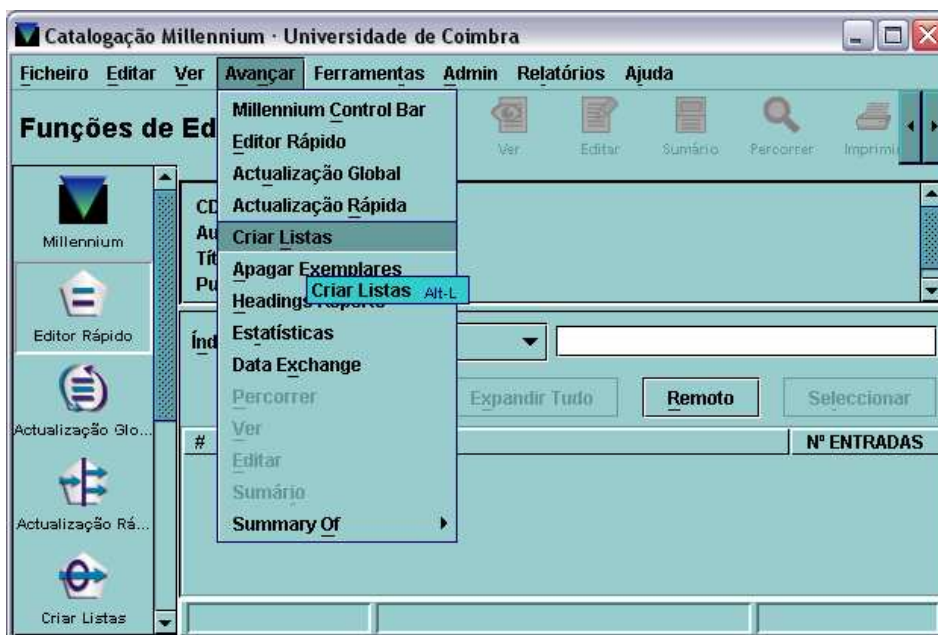 Catalogação Millennium · Universidade de Coimbra
Ficheiro Editar Ver Avançar Ferramentas Admin Relatórios Ajuda
Funções de Ed
Ver Editar Sumário Percorrer Imprimi
Millennium Control Bar
Editor Rápido
Actualização Global
Actualização Rápida
Criar Listas
Apagar Exemplares
Criar Listas Alt-L
Headings
Estatísticas
Data Exchange
Percorrer
Ver
Editar
Sumário
Summary Of
Millennium
Editor Rápido
Actualização Glo...
Actualização Rá...
Criar Listas
CD
Au
Tít
Pu
Índ
Expandir Tudo Remoto Seleccionar
# Nº ENTRADAS